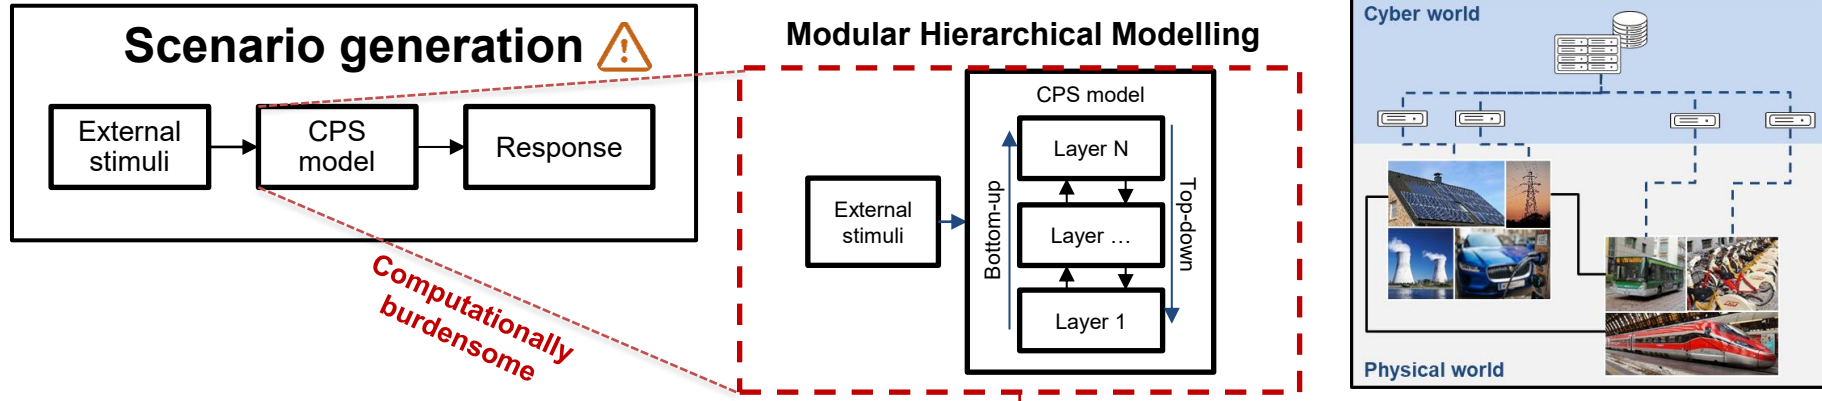 Scenario generation
External
stimuli
CPS
model
Response
Computationally
burdensome
Modular Hierarchical Modelling
External
stimuli
CPS model
Bottom-up
Layer N
Layer ...
Layer 1
Top-down
Cyber world
Physical world